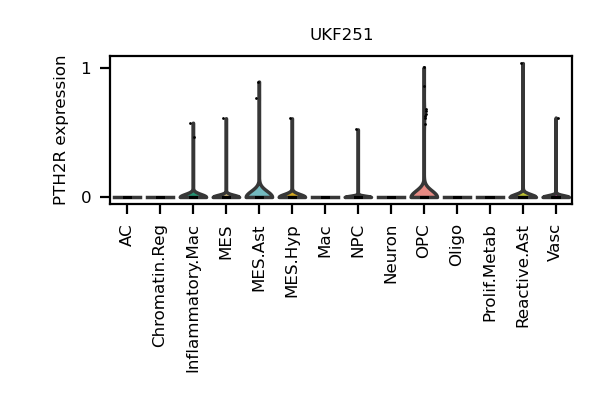 UKF251
PTH2R expression
1
0
AC
Chromatin.Reg
Inflammatory.Mac
MES
MES.Ast
MES.Hyp
Mac
NPC
Neuron
OPC
Oligo
Prolif.Metab
Reactive.Ast
Vasc